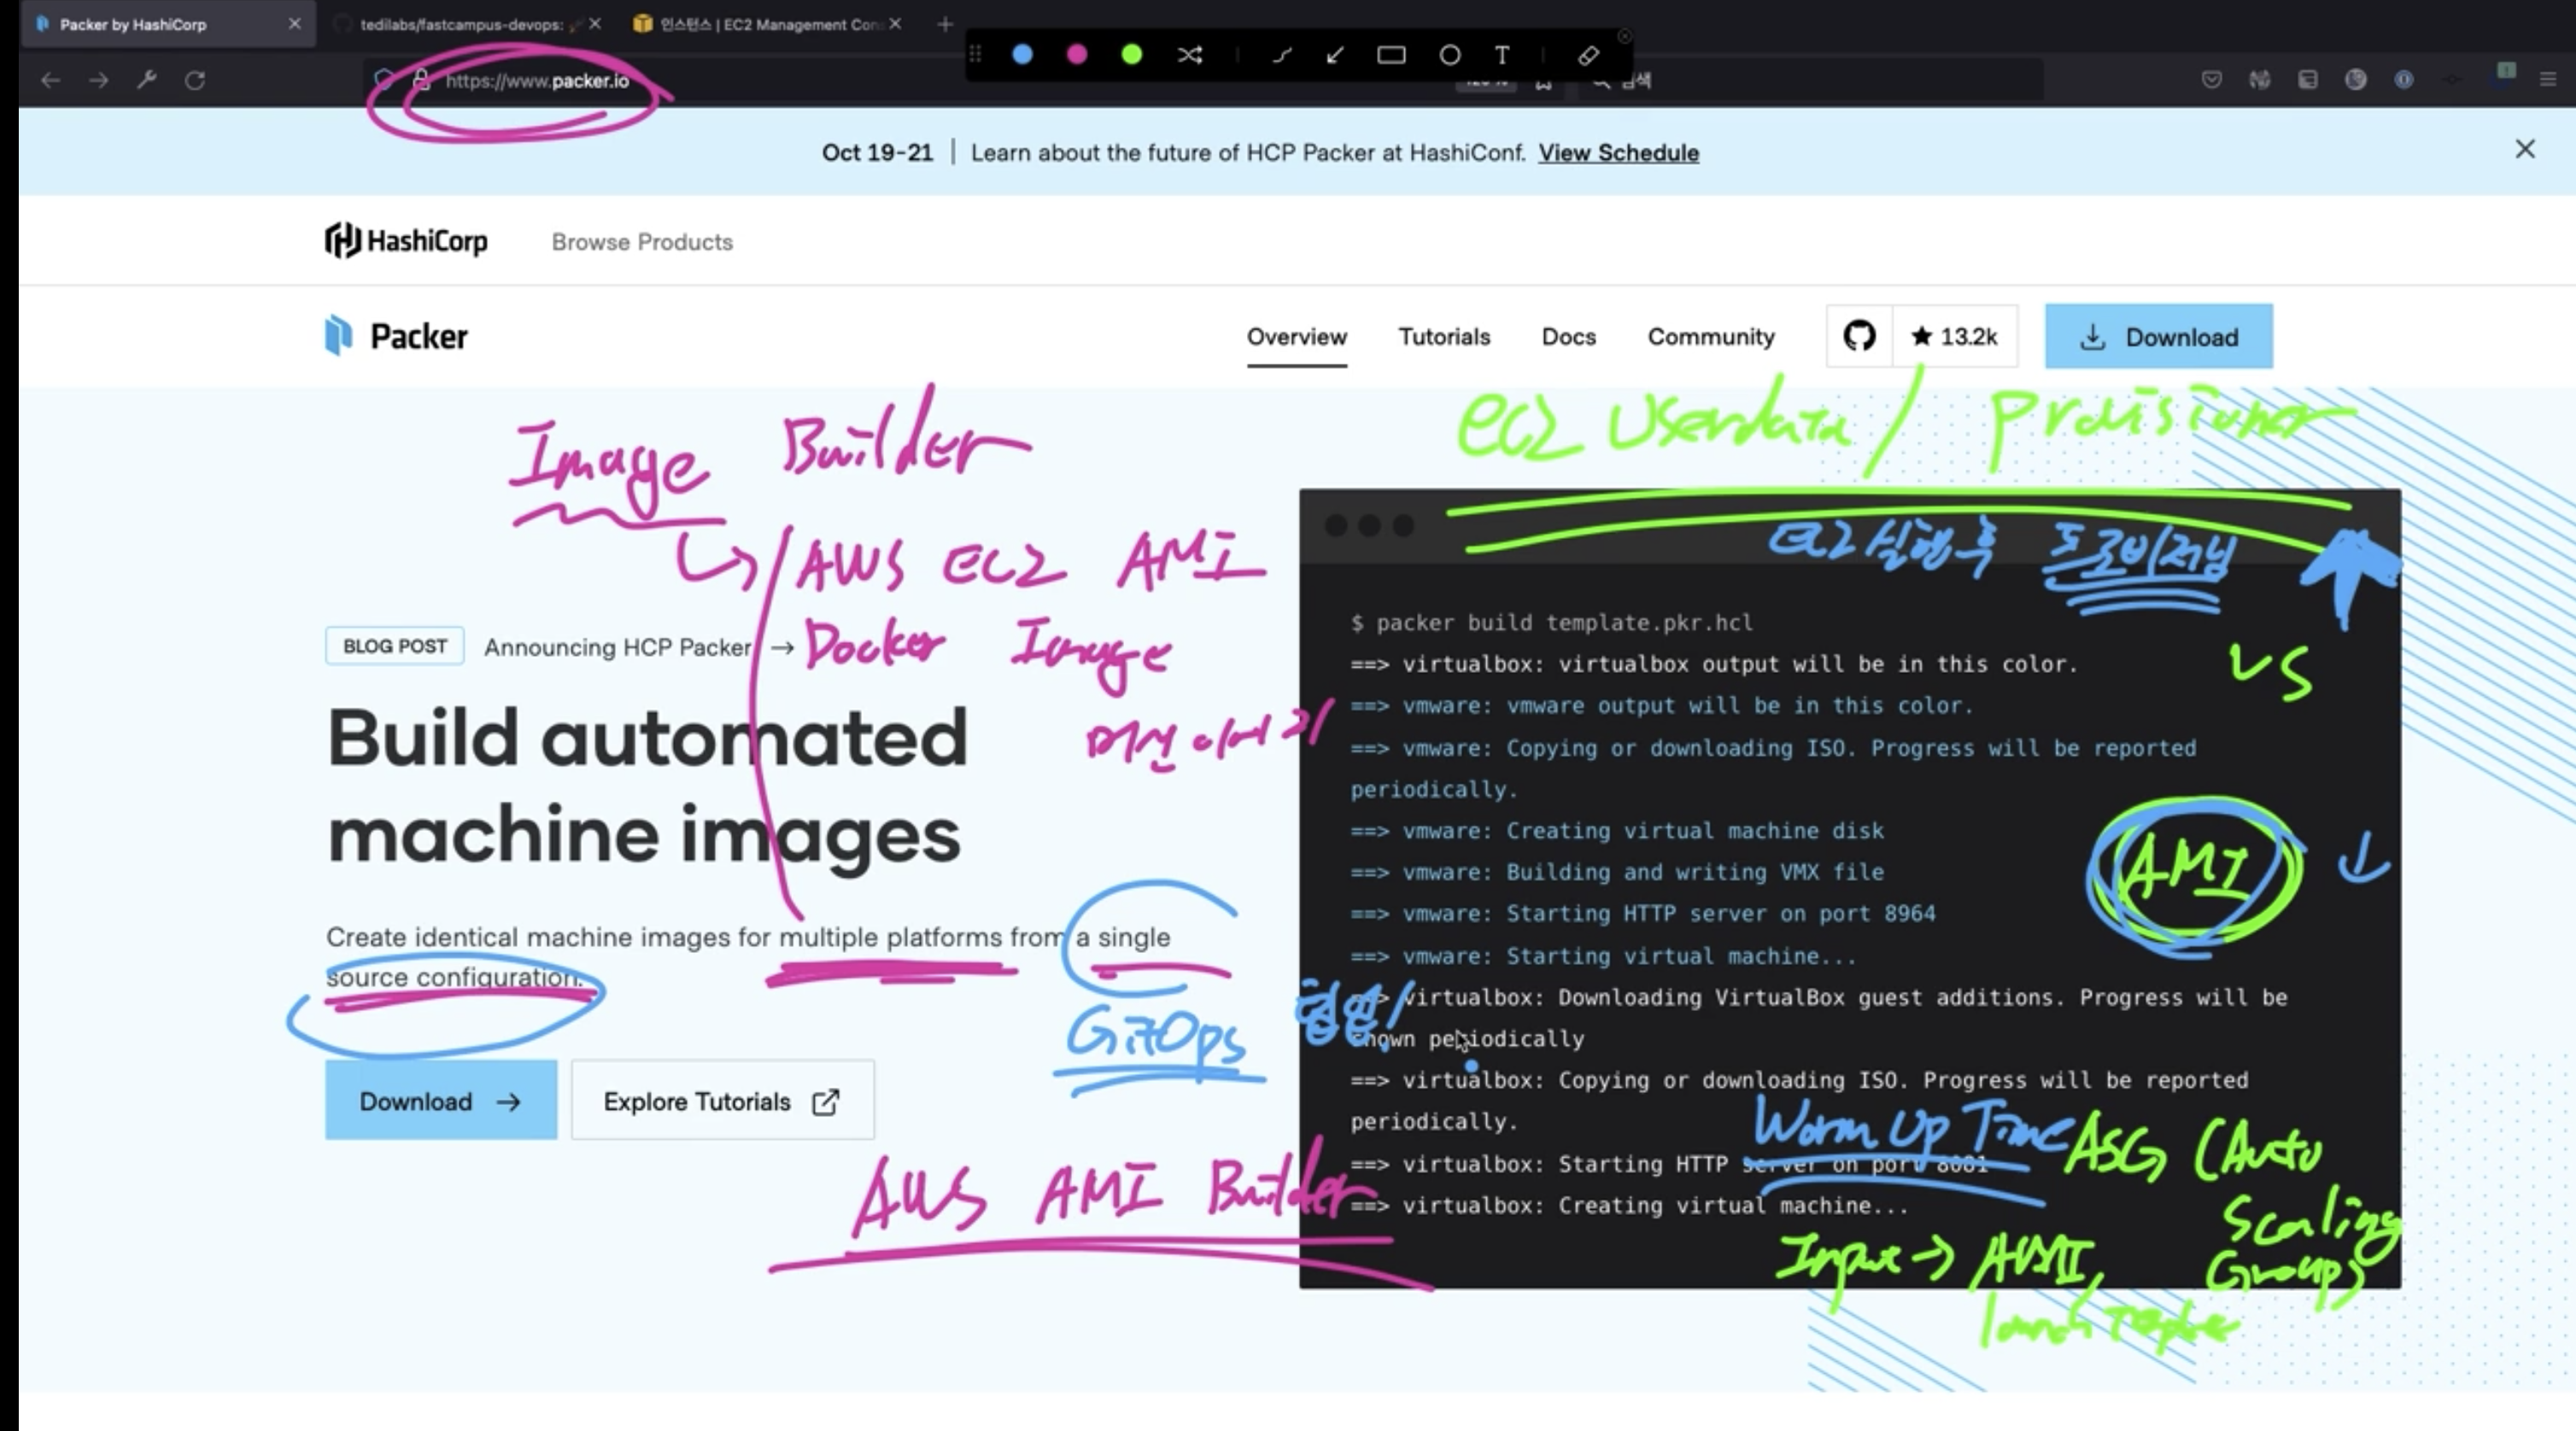 Packer by HashiCorp
tedilabs/fastcampus-devops:
인스턴스 | EC2 Management Con
https://www.packer.io
T
검색
Oct 19-21 | Learn about the future of HCP Packer at HashiConf. View Schedule
HashiCorp
Browse Products
Packer
Overview
Tutorials
Docs
Community
13.2k
Download
Image Builder
AWS EC2 AMI
Docker Image
머신 이미지
EC2 Userdata / Provisioner
EC2 실행 후 프로비저닝
VS
AMI
BLOG POST
Announcing HCP Packer
Build automated
machine images
Create identical machine images for multiple platforms from a single
source configuration.
GitOps
협업!
Download
Explore Tutorials
AWS AMI Builder
$ packer build template.pkr.hcl
==> virtualbox: virtualbox output will be in this color.
==> vmware: vmware output will be in this color.
==> vmware: Copying or downloading ISO. Progress will be reported
periodically.
==> vmware: Creating virtual machine disk
==> vmware: Building and writing VMX file
==> vmware: Starting HTTP server on port 8964
==> vmware: Starting virtual machine...
==> virtualbox: Downloading VirtualBox guest additions. Progress will be
shown periodically
==> virtualbox: Copying or downloading ISO. Progress will be reported
periodically.
==> virtualbox: Starting HTTP server on port 8081
==> virtualbox: Creating virtual machine...
Warm Up Time
ASG (Auto
Scaling
Group)
Input → AMI,
launch Template